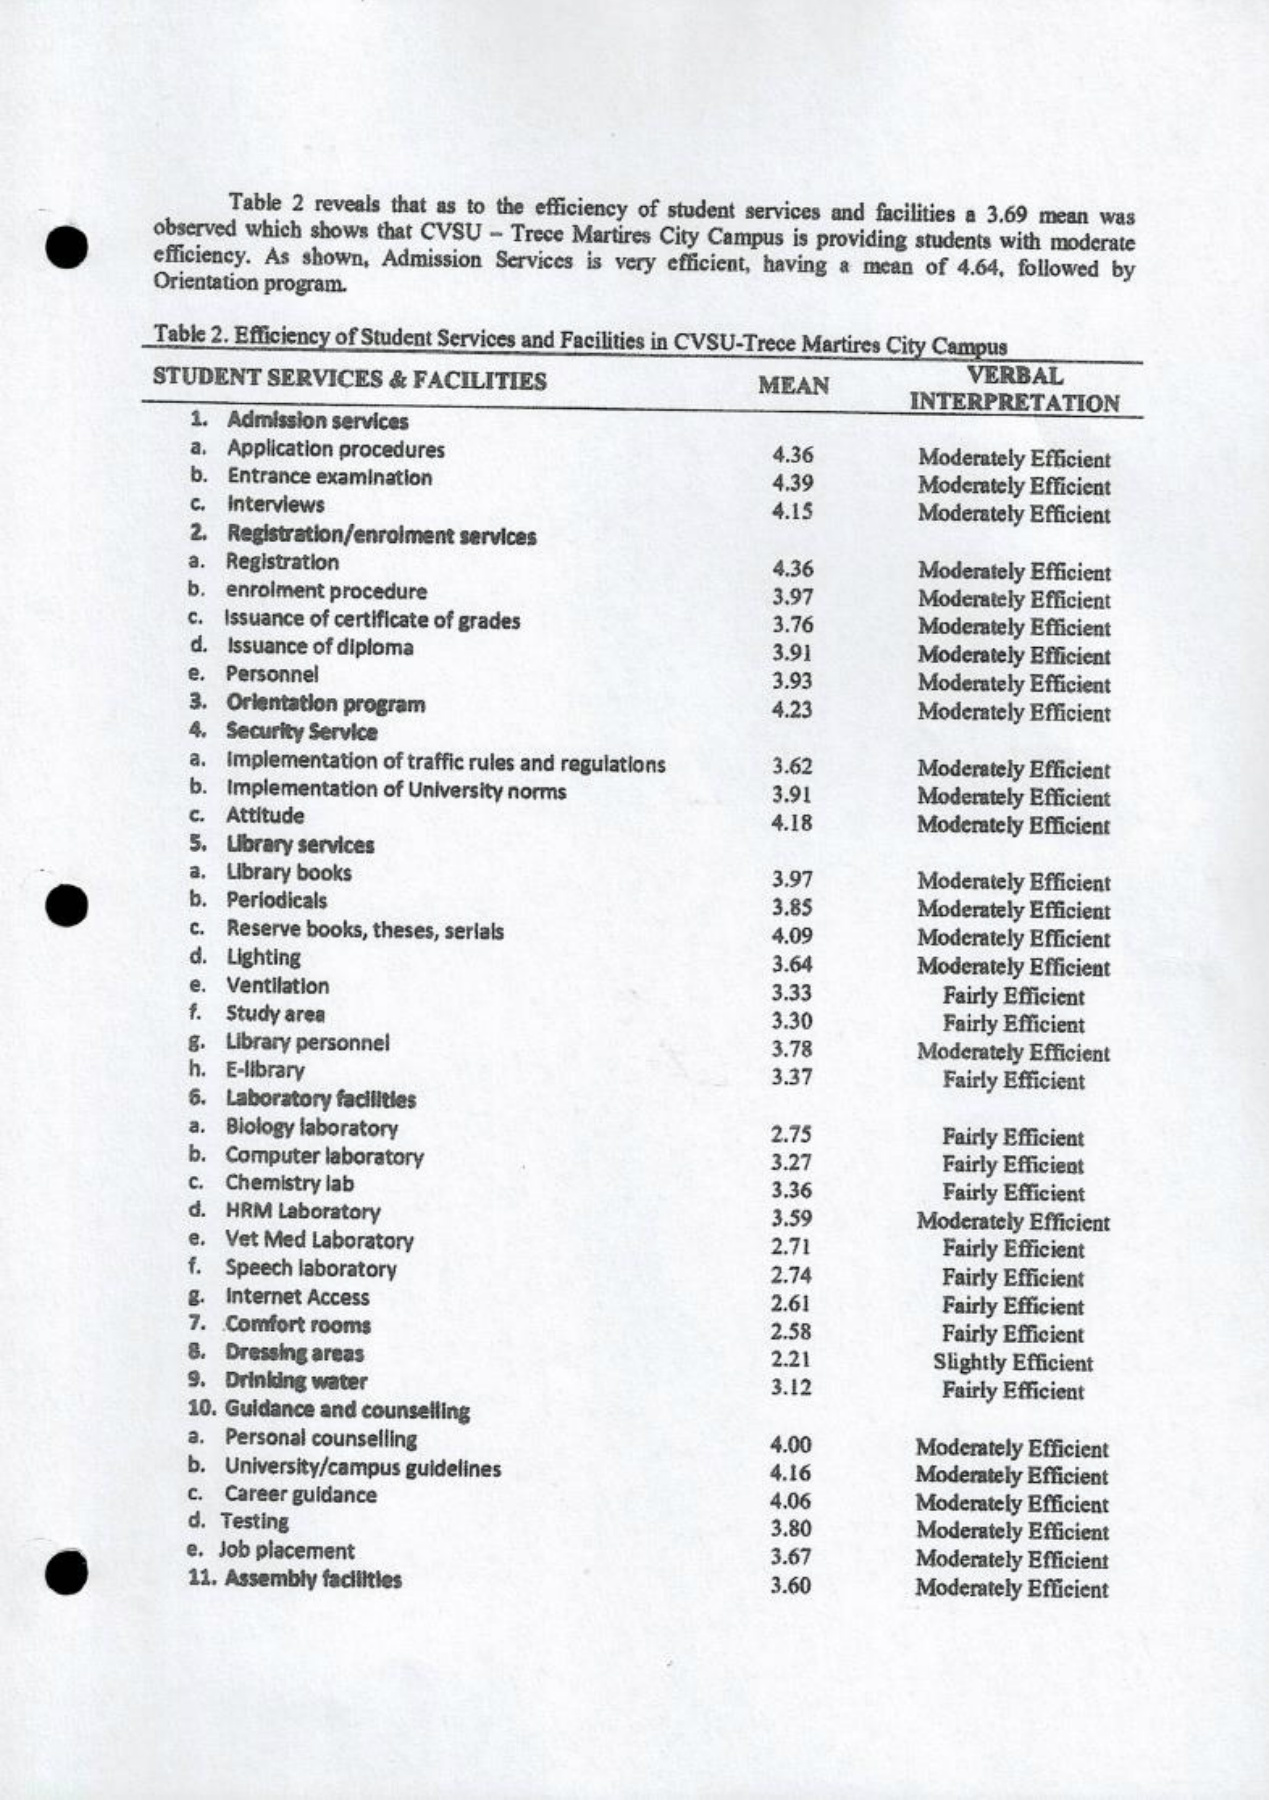 Table 2 reveals that as to the efficiency of student services and facilities a 3.69 mean was
observed which shows that CVSU – Trece Martires City Campus is providing students with moderate
efficiency. As shown, Admission Services is very efficient, having a mean of 4.64, followed by
Orientation program.
Table 2. Efficiency of Student Services and Facilities in CVSU-Trece Martires City Campus
STUDENT SERVICES & FACILITIES MEAN VERBAL
INTERPRETATION
1. Admission services
a. Application procedures 4.36 Moderately Efficient
b. Entrance examination 4.39 Moderately Efficient
c. Interviews 4.15 Moderately Efficient
2. Registration/enrolment services
a. Registration 4.36 Moderately Efficient
b. enrolment procedure 3.97 Moderately Efficient
c. Issuance of certificate of grades 3.76 Moderately Efficient
d. Issuance of diploma 3.91 Moderately Efficient
e. Personnel 3.93 Moderately Efficient
3. Orientation program 4.23 Moderately Efficient
4. Security Service
a. Implementation of traffic rules and regulations 3.62 Moderately Efficient
b. Implementation of University norms 3.91 Moderately Efficient
c. Attitude 4.18 Moderately Efficient
5. Library services
a. Library books 3.97 Moderately Efficient
b. Periodicals 3.85 Moderately Efficient
c. Reserve books, theses, serials 4.09 Moderately Efficient
d. Lighting 3.64 Moderately Efficient
e. Ventilation 3.33 Fairly Efficient
f. Study area 3.30 Fairly Efficient
g. Library personnel 3.78 Moderately Efficient
h. E-library 3.37 Fairly Efficient
6. Laboratory facilities
a. Biology laboratory 2.75 Fairly Efficient
b. Computer laboratory 3.27 Fairly Efficient
c. Chemistry lab 3.36 Fairly Efficient
d. HRM Laboratory 3.59 Moderately Efficient
e. Vet Med Laboratory 2.71 Fairly Efficient
f. Speech laboratory 2.74 Fairly Efficient
g. Internet Access 2.61 Fairly Efficient
7. Comfort rooms 2.58 Fairly Efficient
8. Dressing areas 2.21 Slightly Efficient
9. Drinking water 3.12 Fairly Efficient
10. Guidance and counselling
a. Personal counselling 4.00 Moderately Efficient
b. University/campus guidelines 4.16 Moderately Efficient
c. Career guidance 4.06 Moderately Efficient
d. Testing 3.80 Moderately Efficient
e. Job placement 3.67 Moderately Efficient
11. Assembly facilities 3.60 Moderately Efficient